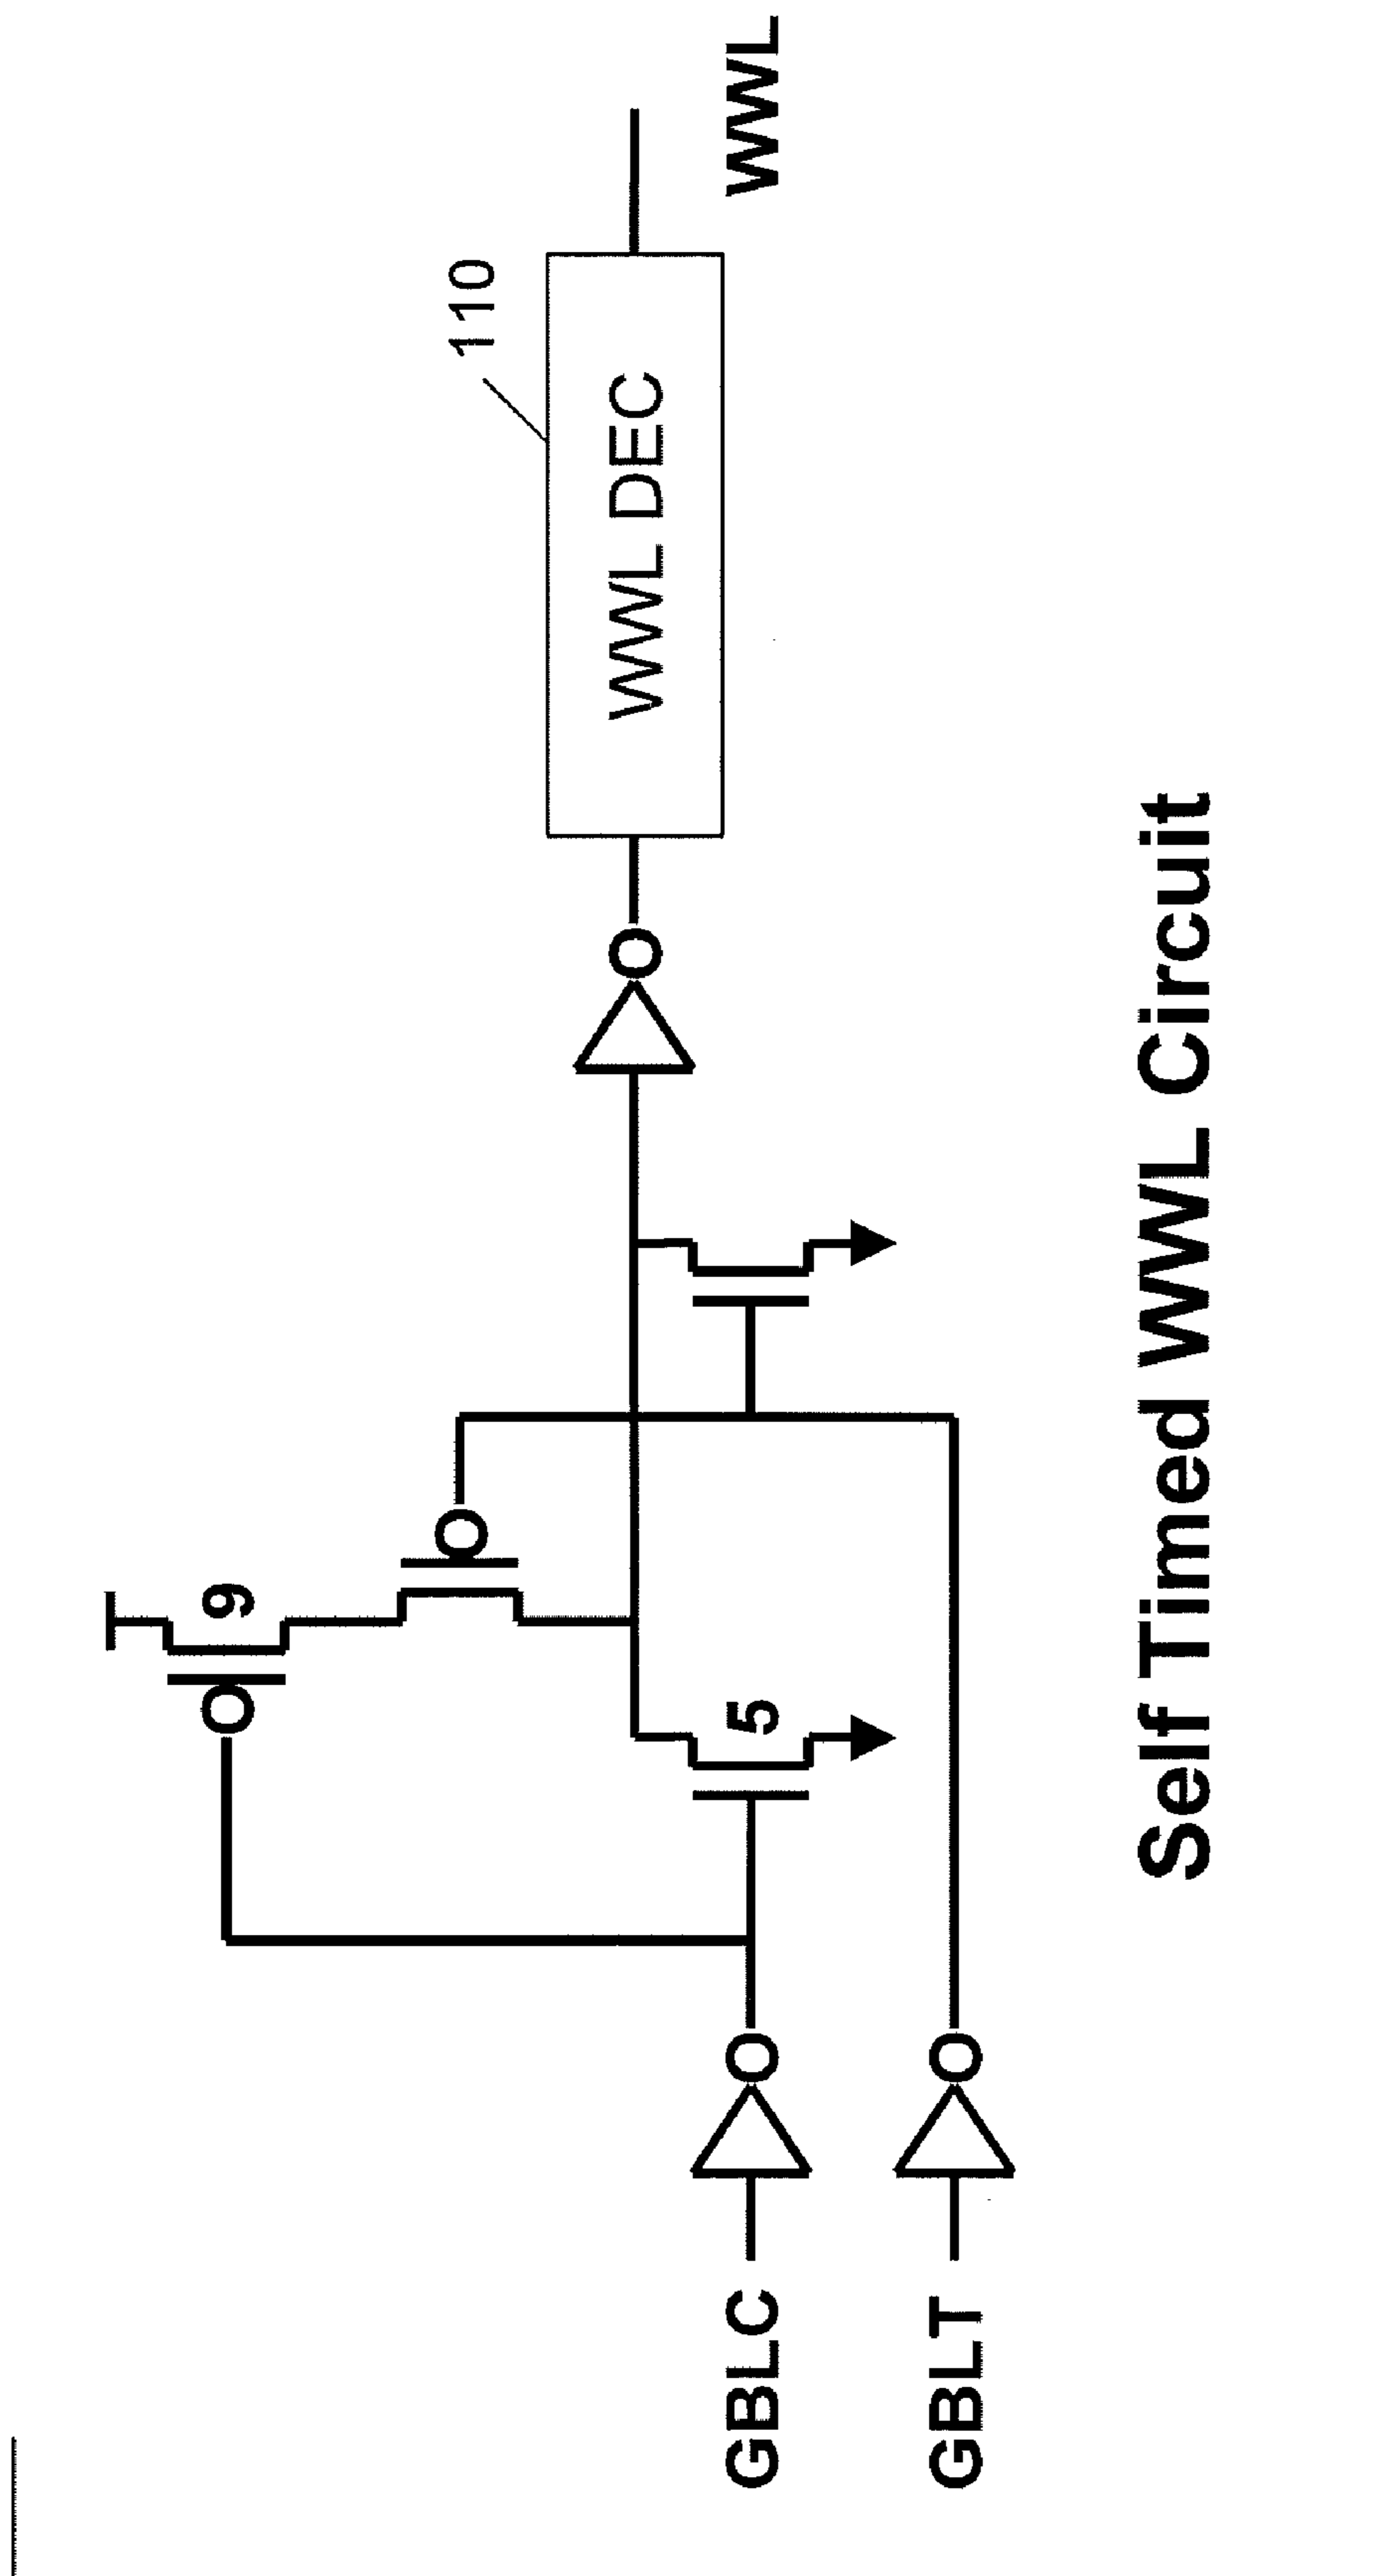 9
110
5
WWL DEC
WWL
GBLC
GBLT
Self Timed WWL Circuit